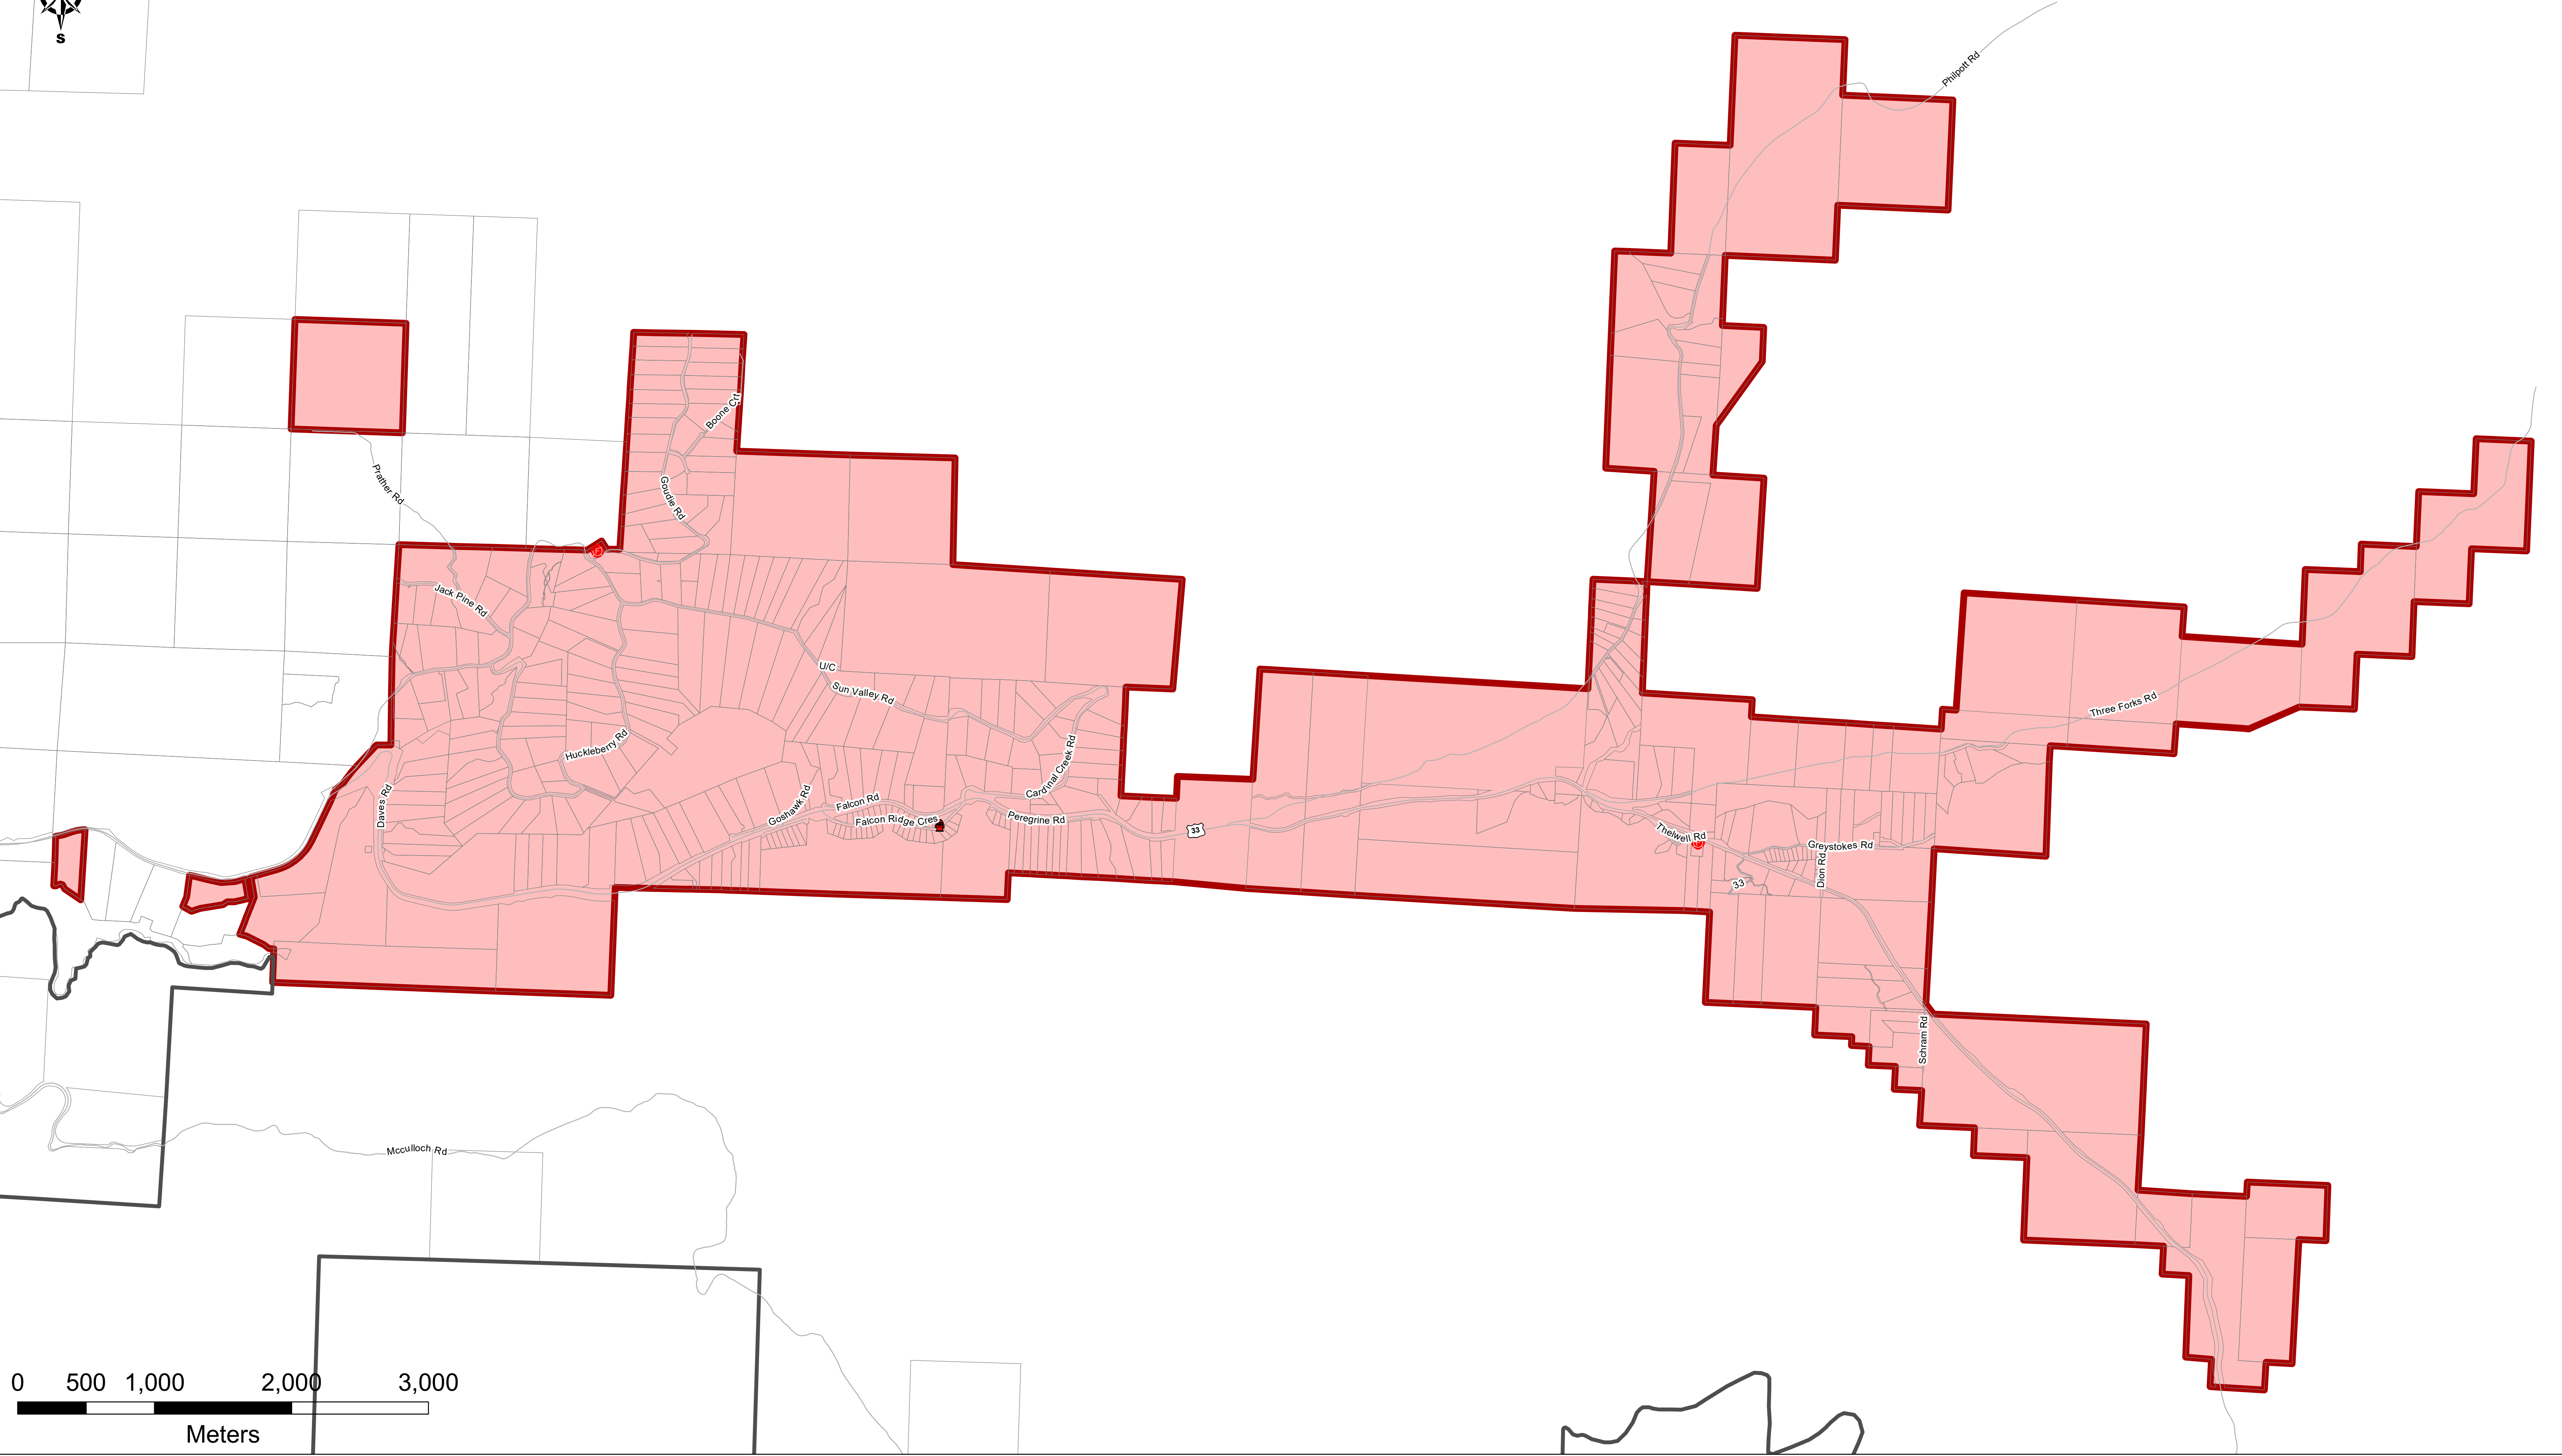 S
Philpott Rd
Boone Crt
Prather Rd
Goudie Rd
Jack Pine Rd
U/C
Sun Valley Rd
Three Forks Rd
Huckleberry Rd
Cardinal Creek Rd
Daves Rd
Goshawk Rd
Falcon Rd
Falcon Ridge Cres
Peregrine Rd
33
Thelwell Rd
Greystokes Rd
Dion Rd
33
Schram Rd
Mcculloch Rd
0 500 1,000 2,000 3,000
Meters